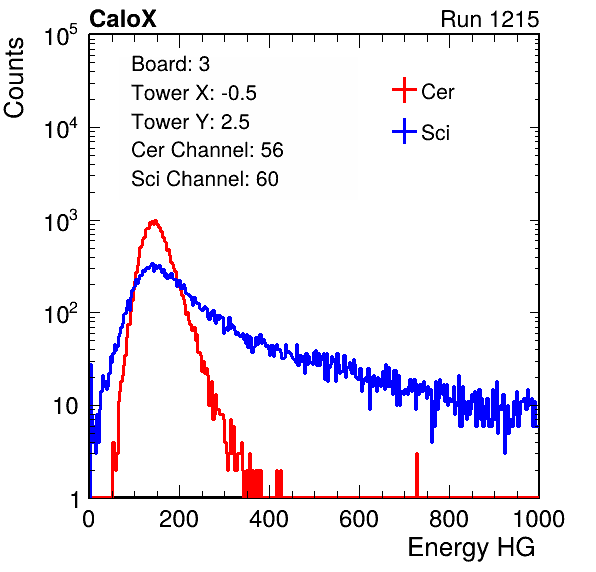 CaloX Run 1215
Counts
Board: 3
Tower X: -0.5
Tower Y: 2.5
Cer Channel: 56
Sci Channel: 60
Cer
Sci
10^5
10^4
10^3
10^2
10
1
0 200 400 600 800 1000
Energy HG